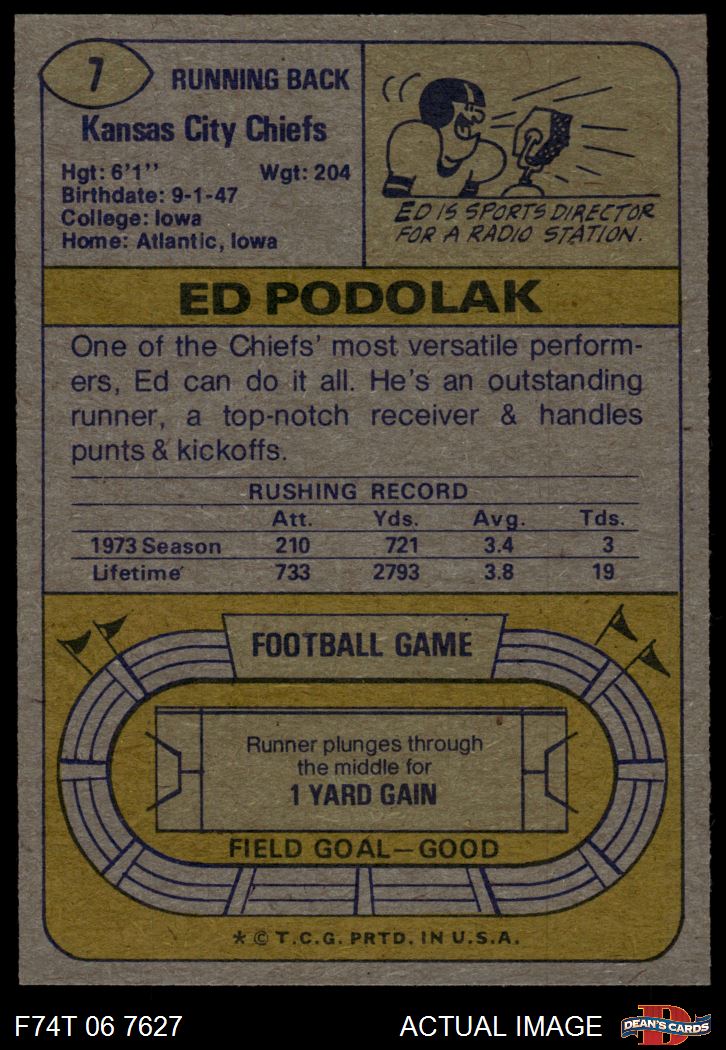 7
RUNNING BACK
Kansas City Chiefs
Hgt: 6'1'' Wgt: 204
Birthdate: 9-1-47
College: Iowa
Home: Atlantic, Iowa
ED IS SPORTS DIRECTOR
FOR A RADIO STATION.
ED PODOLAK
One of the Chiefs' most versatile perform-
ers, Ed can do it all. He's an outstanding
runner, a top-notch receiver & handles
punts & kickoffs.
RUSHING RECORD
Att. Yds. Avg. Tds.
1973 Season 210 721 3.4 3
Lifetime 733 2793 3.8 19
FOOTBALL GAME
Runner plunges through
the middle for
1 YARD GAIN
FIELD GOAL—GOOD
* © T.C.G. PRTD. IN U.S.A.
F74T 06 7627
ACTUAL IMAGE
D
DEAN'S CARDS